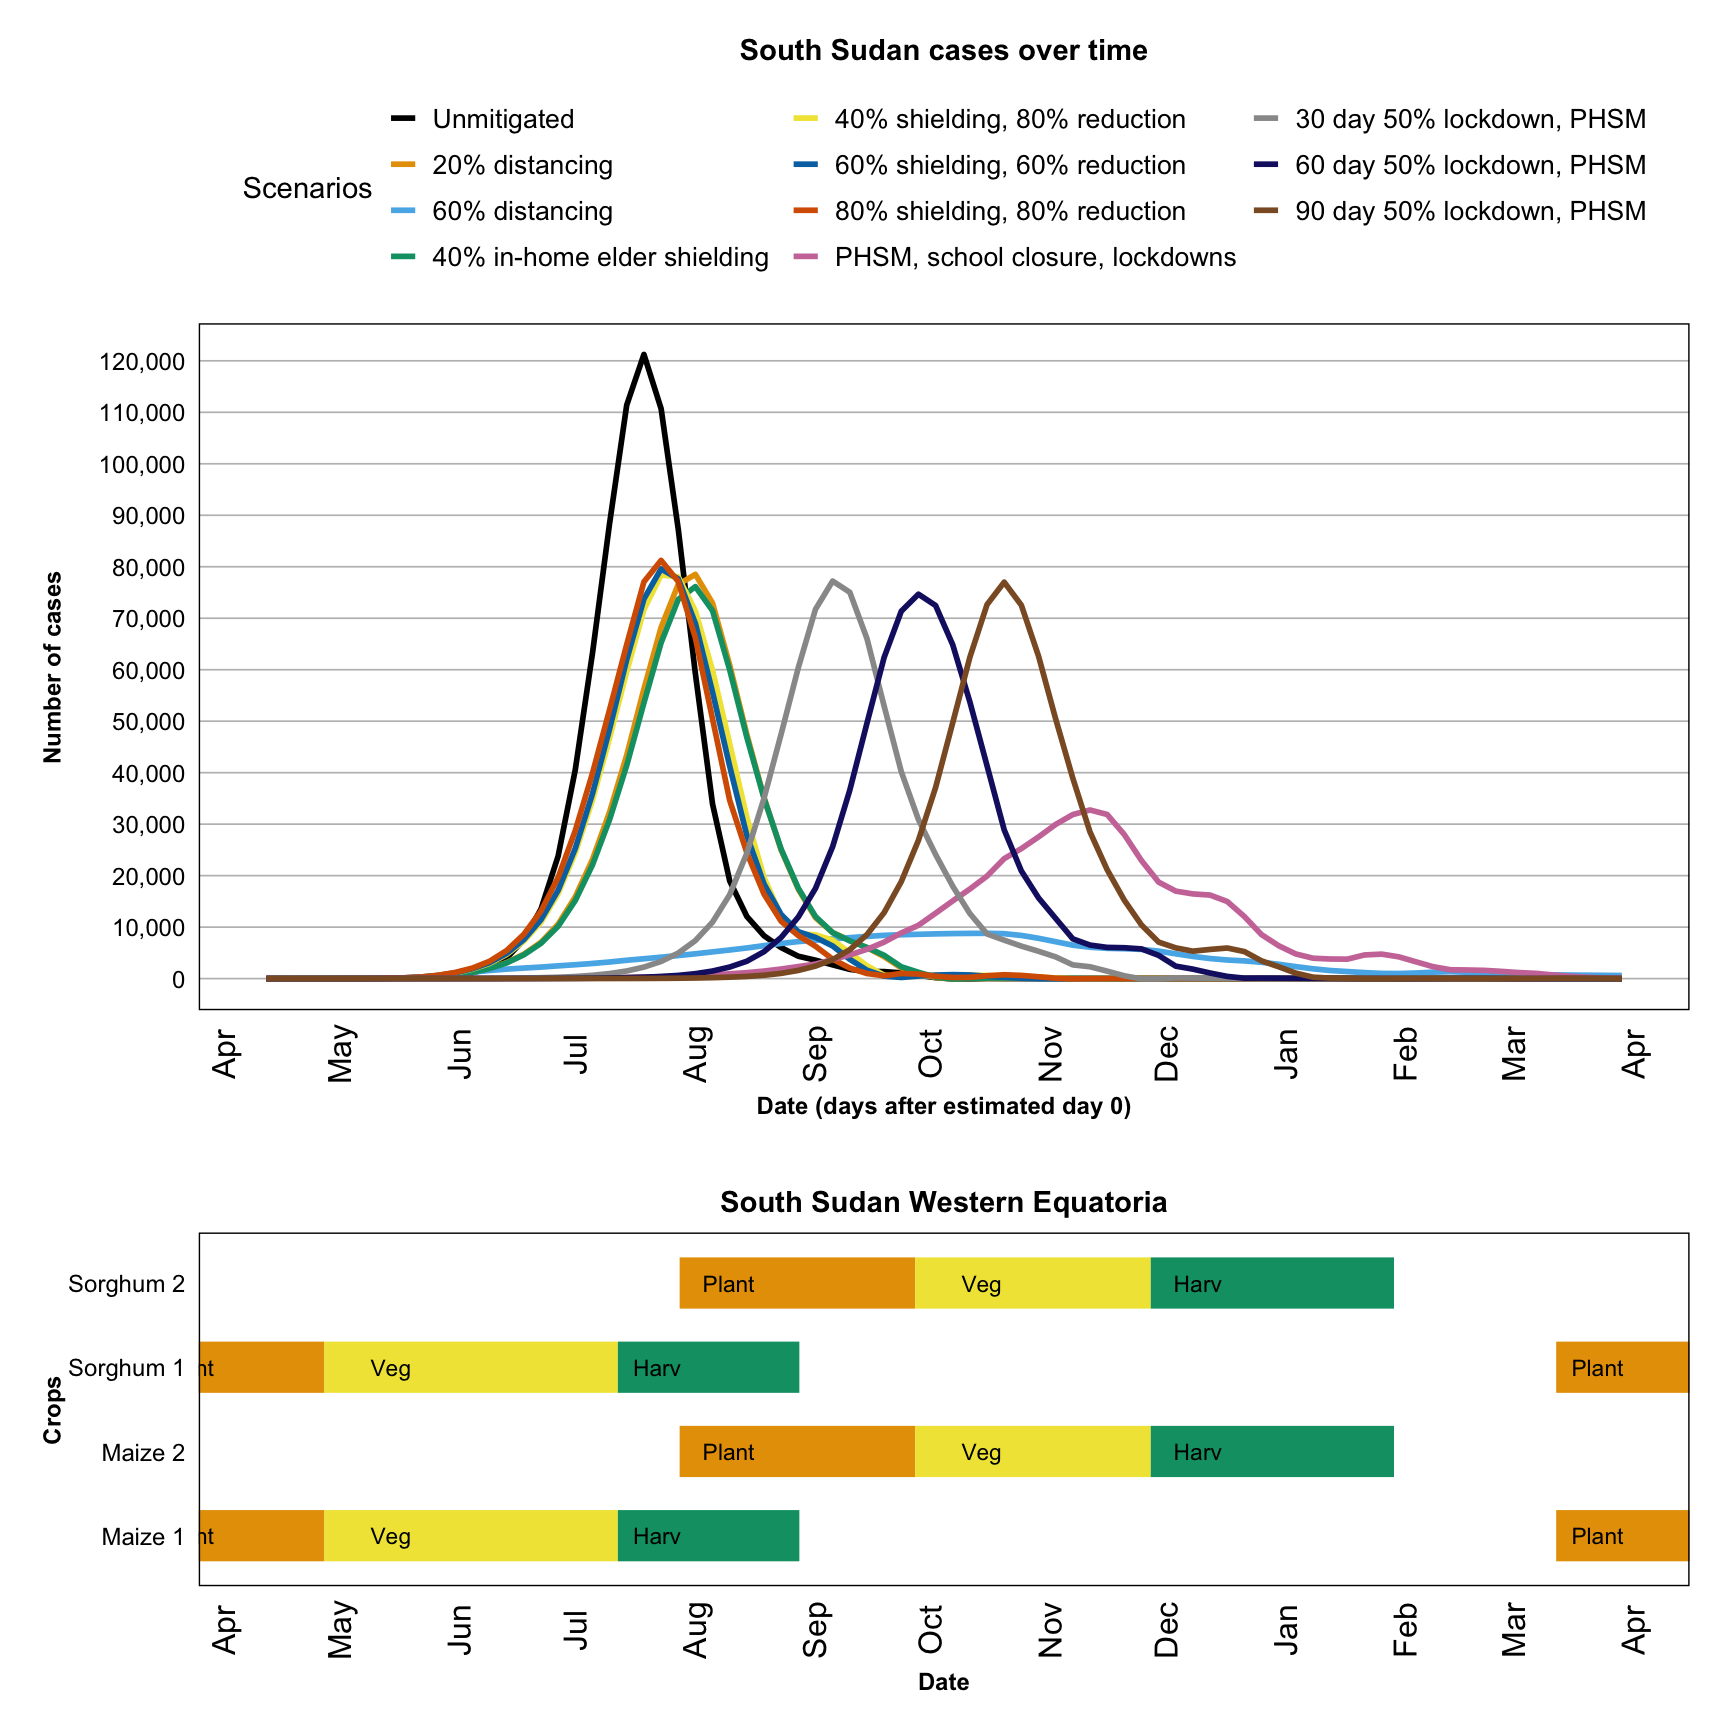 South Sudan cases over time
Scenarios
Unmitigated
20% distancing
60% distancing
40% in-home elder shielding
40% shielding, 80% reduction
60% shielding, 60% reduction
80% shielding, 80% reduction
PHSM, school closure, lockdowns
30 day 50% lockdown, PHSM
60 day 50% lockdown, PHSM
90 day 50% lockdown, PHSM
Number of cases
120,000
110,000
100,000
90,000
80,000
70,000
60,000
50,000
40,000
30,000
20,000
10,000
0
Apr May Jun Jul Aug Sep Oct Nov Dec Jan Feb Mar Apr
Date (days after estimated day 0)
South Sudan Western Equatoria
Crops
Sorghum 2 Plant Veg Harv
Sorghum 1 nt Veg Harv Plant
Maize 2 Plant Veg Harv
Maize 1 nt Veg Harv Plant
Apr May Jun Jul Aug Sep Oct Nov Dec Jan Feb Mar Apr
Date